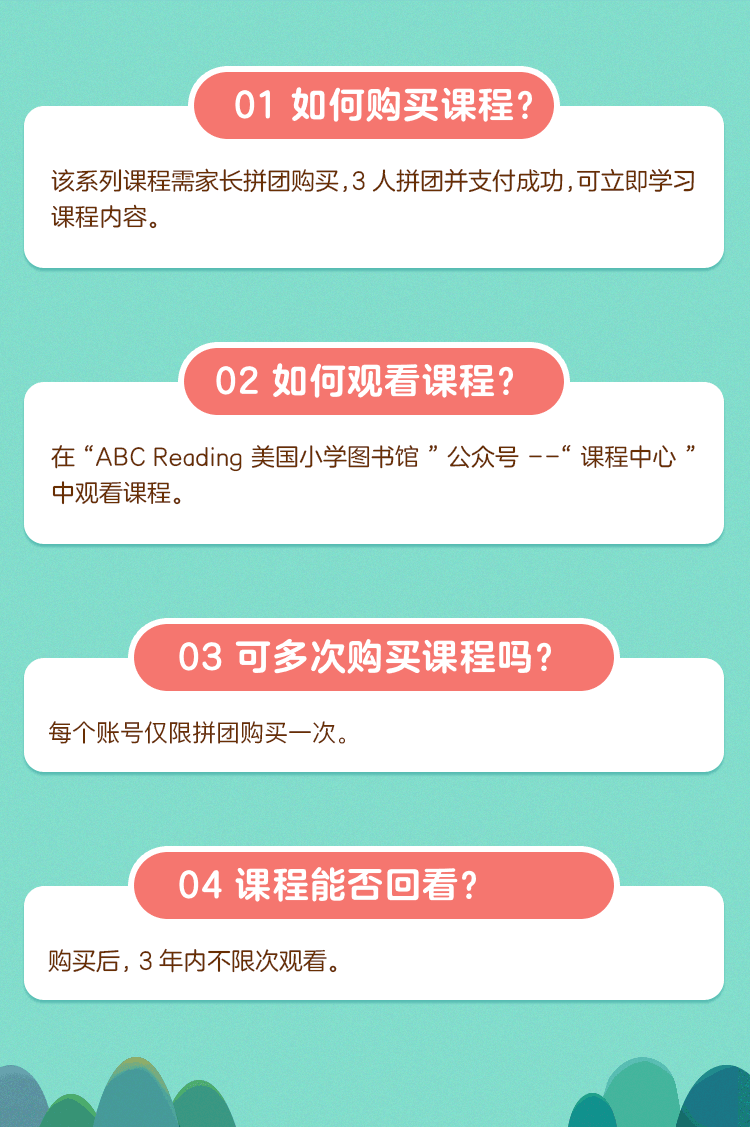 01 如何购买课程?
该系列课程需家长拼团购买,3 人拼团并支付成功,可立即学习
课程内容。
02 如何观看课程?
在 “ABC Reading 美国小学图书馆 ” 公众号 --“ 课程中心 ”
中观看课程。
03 可多次购买课程吗?
每个账号仅限拼团购买一次。
04 课程能否回看?
购买后, 3 年内不限次观看。